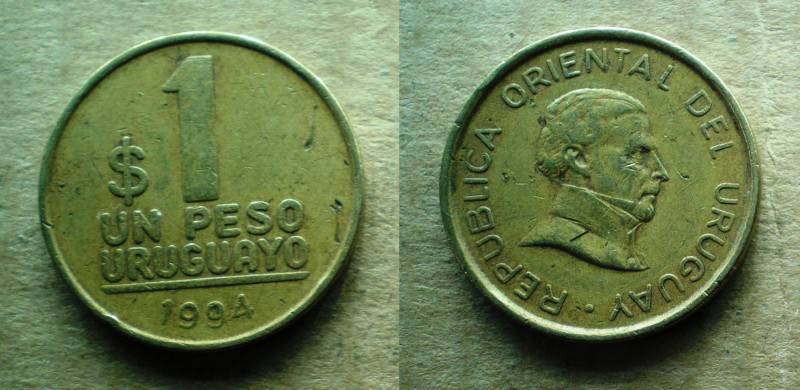 $ 1
UN PESO
URUGUAYO
1994
REPUBLICA ORIENTAL DEL URUGUAY •